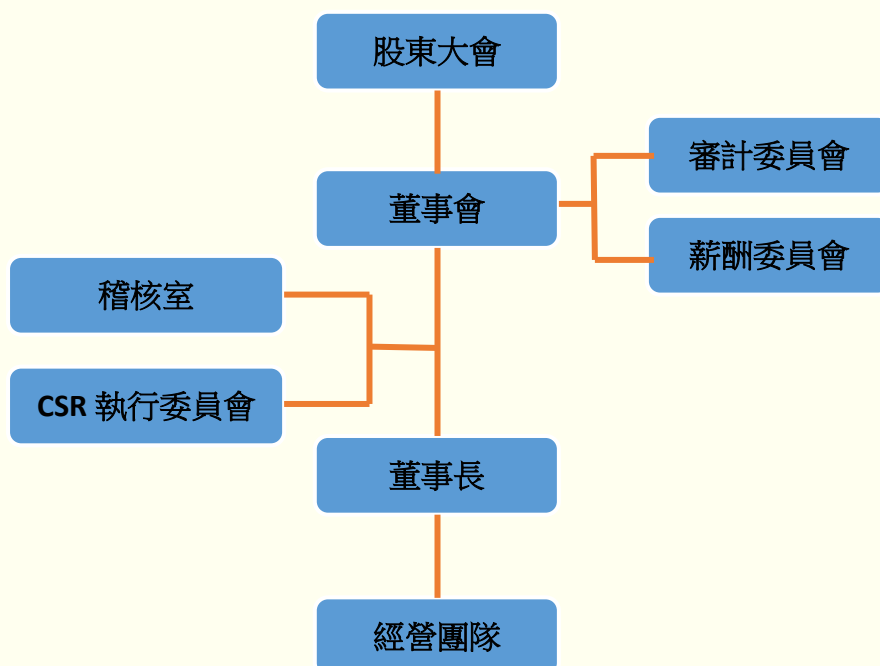 股東大會
董事會
審計委員會
薪酬委員會
稽核室
CSR 執行委員會
董事長
經營團隊